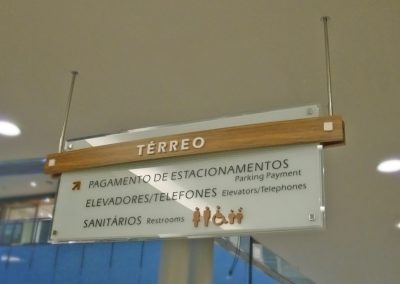 TÉRREO
PAGAMENTO DE ESTACIONAMENTOS
Parking Payment
ELEVADORES/TELEFONES Elevators/Telephones
SANITÁRIOS Restrooms